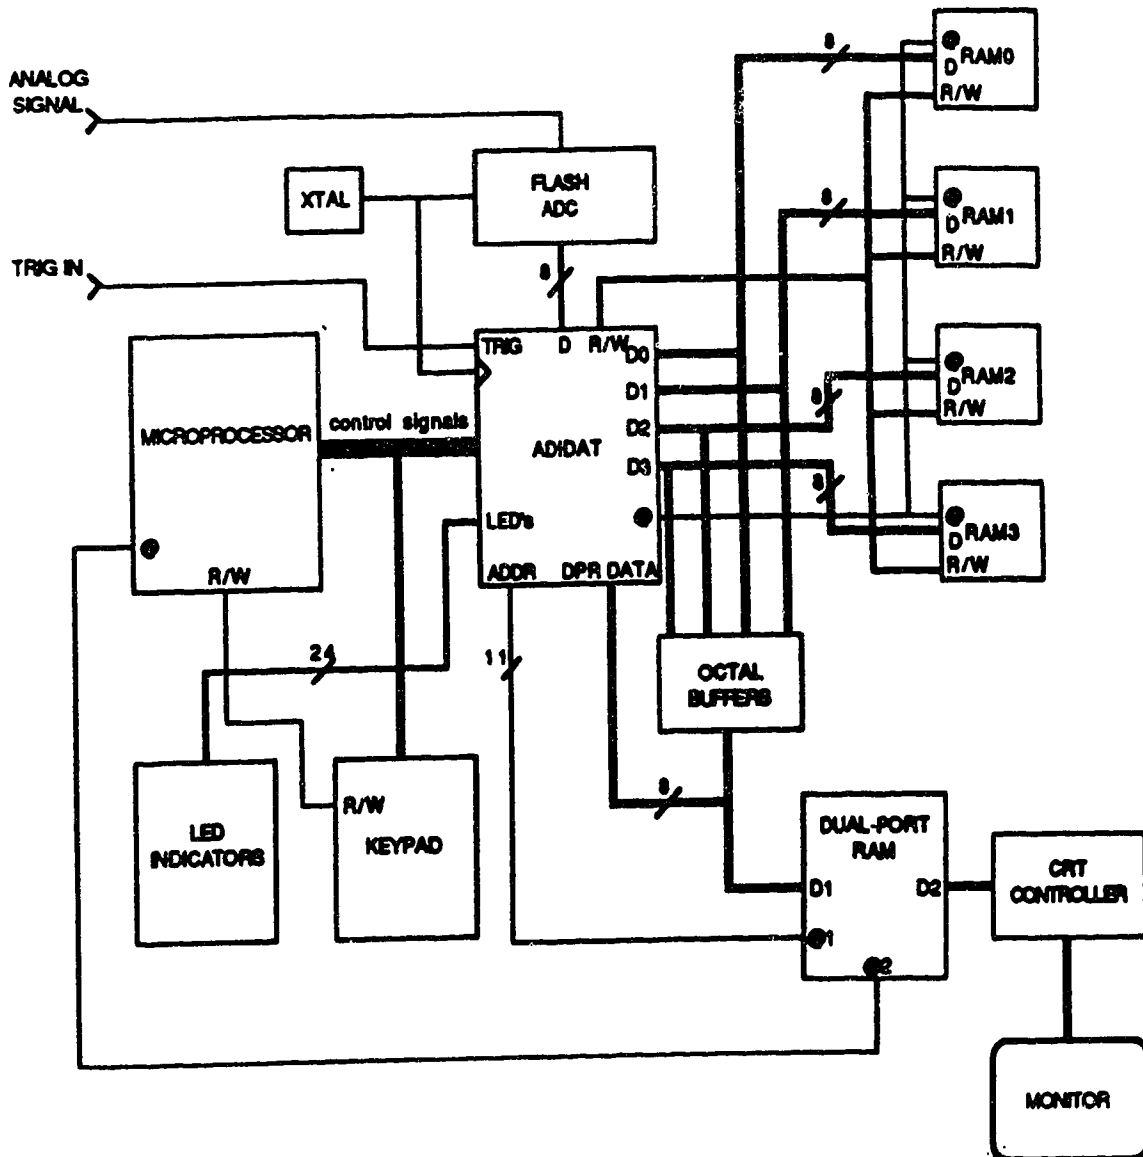 8
@
RAM0
D
R/W
ANALOG
SIGNAL
FLASH
ADC
XTAL
8
@
RAM1
D
R/W
TRIG IN
8
TRIG
D
R/W
D0
D1
D2
D3
@
ADIDAT
LED's
ADDR
DPR DATA
8
@
RAM2
D
R/W
MICROPROCESSOR
@
R/W
control signals
8
@
RAM3
D
R/W
24
11
OCTAL
BUFFERS
8
LED
INDICATORS
R/W
KEYPAD
DUAL-PORT
RAM
D1
D2
@1
@2
CRT
CONTROLLER
MONITOR